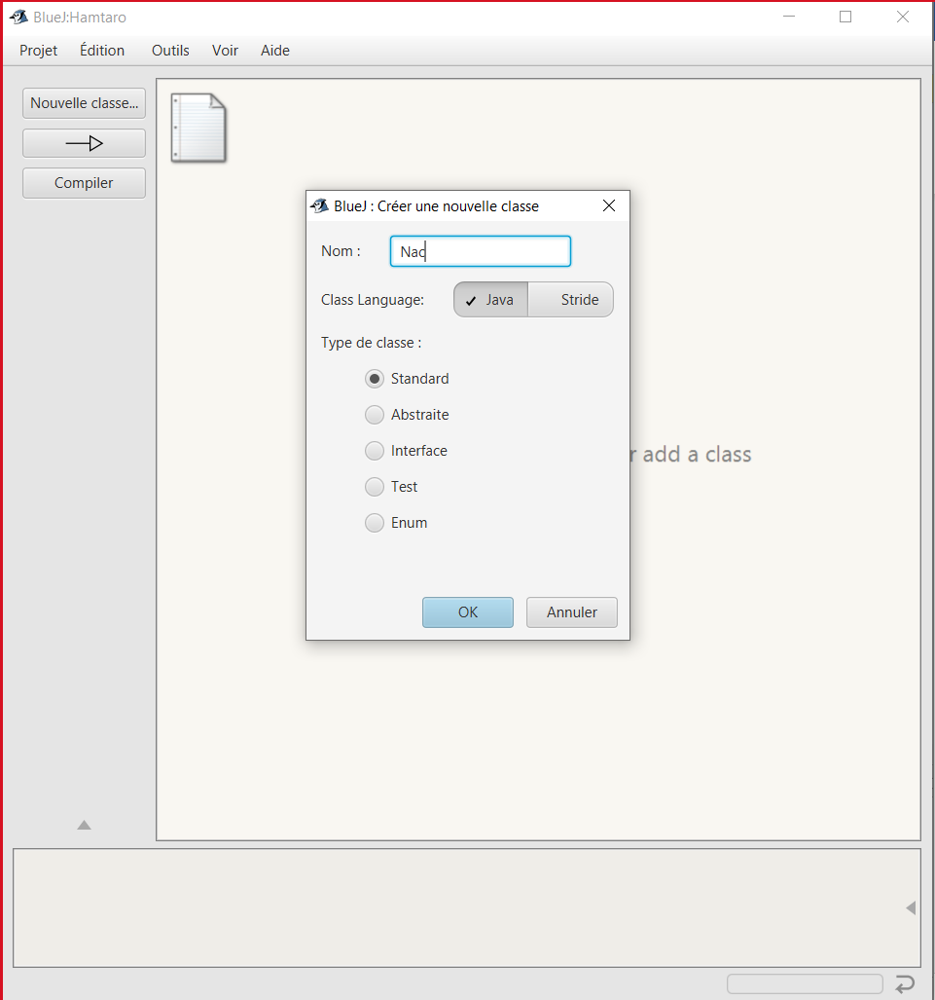 BlueJ:Hamtaro
Projet Édition Outils Voir Aide
Nouvelle classe...
Compiler
BlueJ : Créer une nouvelle classe
Nom : Nac
Class Language: Java Stride
Type de classe :
Standard
Abstraite
Interface
Test
Enum
OK Annuler
add a class